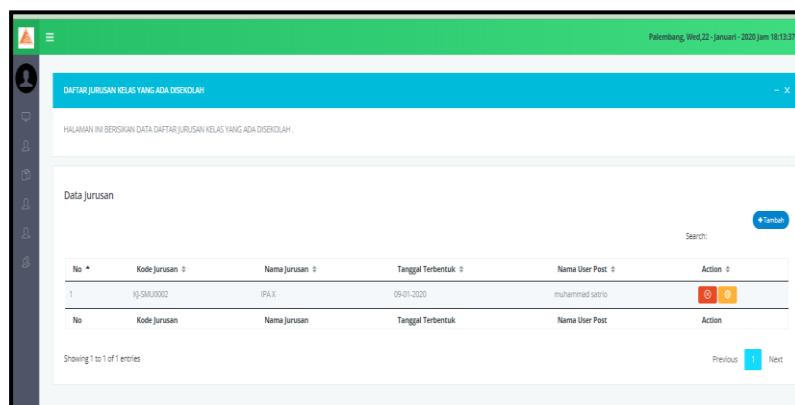 Palembang, Wed,22 - Januari - 2020 Jam 18:13:37
DAFTAR JURUSAN KELAS YANG ADA DISEKOLAH
HALAMAN INI BERISIKAN DATA DAFTAR JURUSAN KELAS YANG ADA DISEKOLAH .
Data Jurusan
+Tambah
Search:
No Kode Jurusan Nama Jurusan Tanggal Terbentuk Nama User Post Action
1 KJ-SMU0002 IPA X 09-01-2020 muhammad satrio
No Kode Jurusan Nama Jurusan Tanggal Terbentuk Nama User Post Action
Showing 1 to 1 of 1 entries
Previous 1 Next